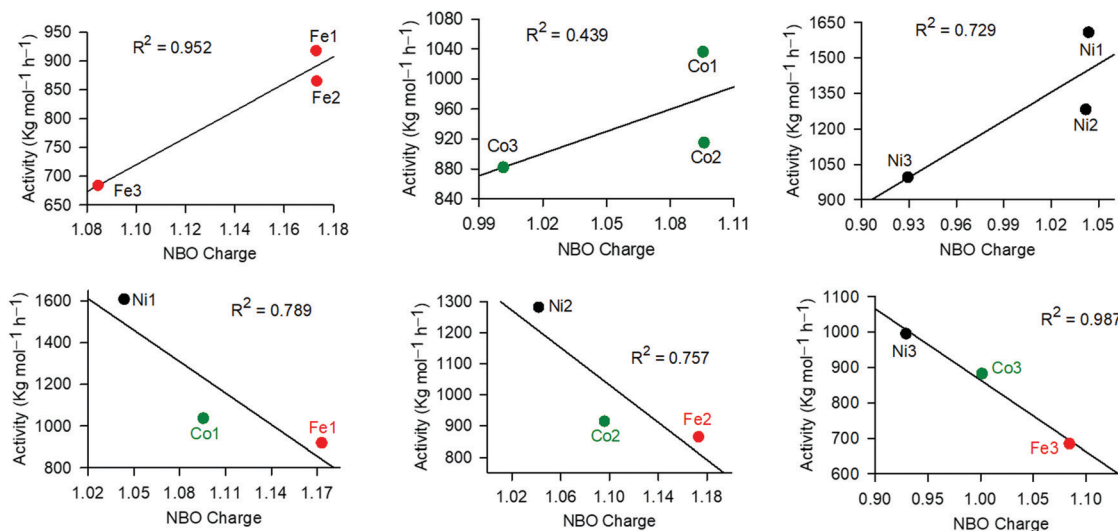 950
900
850
800
750
700
650
Activity (Kg mol⁻¹ h⁻¹)
R² = 0.952
Fe1
Fe2
Fe3
1.08 1.10 1.12 1.14 1.16 1.18
NBO Charge
1080
1040
1000
960
920
880
840
Activity (Kg mol⁻¹ h⁻¹)
R² = 0.439
Co1
Co3
Co2
0.99 1.02 1.05 1.08 1.11
NBO Charge
1650
1500
1350
1200
1050
900
Activity (Kg mol⁻¹ h⁻¹)
R² = 0.729
Ni1
Ni2
Ni3
0.90 0.93 0.96 0.99 1.02 1.05
NBO Charge
1600
1400
1200
1000
800
Activity (Kg mol⁻¹ h⁻¹)
Ni1
R² = 0.789
Co1
Fe1
1.02 1.05 1.08 1.11 1.14 1.17
NBO Charge
1300
1200
1100
1000
900
800
Activity (Kg mol⁻¹ h⁻¹)
Ni2
R² = 0.757
Fe2
Co2
1.02 1.06 1.10 1.14 1.18
NBO Charge
1100
1000
900
800
700
600
Activity (Kg mol⁻¹ h⁻¹)
R² = 0.987
Ni3
Co3
Fe3
0.90 0.95 1.00 1.05 1.10
NBO Charge